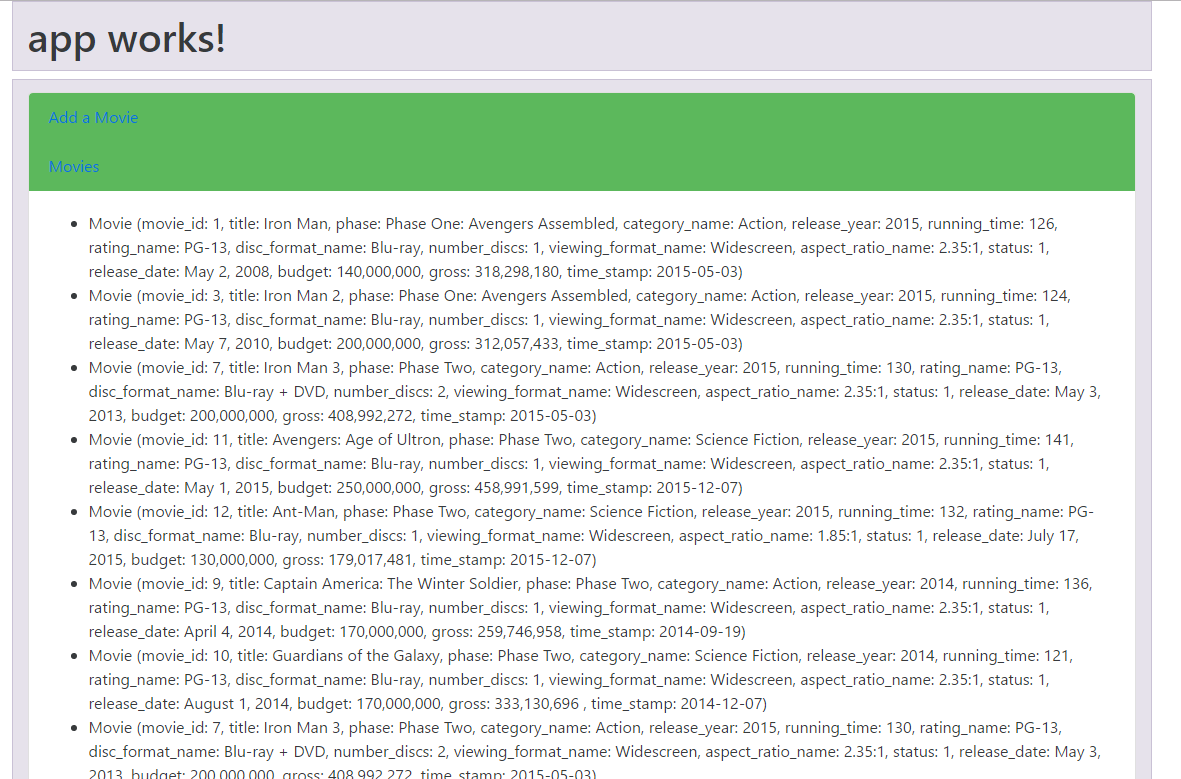 app works!
Add a Movie
Movies
Movie (movie_id: 1, title: Iron Man, phase: Phase One: Avengers Assembled, category_name: Action, release_year: 2015, running_time: 126,
rating_name: PG-13, disc_format_name: Blu-ray, number_discs: 1, viewing_format_name: Widescreen, aspect_ratio_name: 2.35:1, status: 1,
release_date: May 2, 2008, budget: 140,000,000, gross: 318,298,180, time_stamp: 2015-05-03)
Movie (movie_id: 3, title: Iron Man 2, phase: Phase One: Avengers Assembled, category_name: Action, release_year: 2015, running_time: 124,
rating_name: PG-13, disc_format_name: Blu-ray, number_discs: 1, viewing_format_name: Widescreen, aspect_ratio_name: 2.35:1, status: 1,
release_date: May 7, 2010, budget: 200,000,000, gross: 312,057,433, time_stamp: 2015-05-03)
Movie (movie_id: 7, title: Iron Man 3, phase: Phase Two, category_name: Action, release_year: 2015, running_time: 130, rating_name: PG-13,
disc_format_name: Blu-ray + DVD, number_discs: 2, viewing_format_name: Widescreen, aspect_ratio_name: 2.35:1, status: 1, release_date: May 3,
2013, budget: 200,000,000, gross: 408,992,272, time_stamp: 2015-05-03)
Movie (movie_id: 11, title: Avengers: Age of Ultron, phase: Phase Two, category_name: Science Fiction, release_year: 2015, running_time: 141,
rating_name: PG-13, disc_format_name: Blu-ray, number_discs: 1, viewing_format_name: Widescreen, aspect_ratio_name: 2.35:1, status: 1,
release_date: May 1, 2015, budget: 250,000,000, gross: 458,991,599, time_stamp: 2015-12-07)
Movie (movie_id: 12, title: Ant-Man, phase: Phase Two, category_name: Science Fiction, release_year: 2015, running_time: 132, rating_name: PG-
13, disc_format_name: Blu-ray, number_discs: 1, viewing_format_name: Widescreen, aspect_ratio_name: 1.85:1, status: 1, release_date: July 17,
2015, budget: 130,000,000, gross: 179,017,481, time_stamp: 2015-12-07)
Movie (movie_id: 9, title: Captain America: The Winter Soldier, phase: Phase Two, category_name: Action, release_year: 2014, running_time: 136,
rating_name: PG-13, disc_format_name: Blu-ray, number_discs: 1, viewing_format_name: Widescreen, aspect_ratio_name: 2.35:1, status: 1,
release_date: April 4, 2014, budget: 170,000,000, gross: 259,746,958, time_stamp: 2014-09-19)
Movie (movie_id: 10, title: Guardians of the Galaxy, phase: Phase Two, category_name: Science Fiction, release_year: 2014, running_time: 121,
rating_name: PG-13, disc_format_name: Blu-ray, number_discs: 1, viewing_format_name: Widescreen, aspect_ratio_name: 2.35:1, status: 1,
release_date: August 1, 2014, budget: 170,000,000, gross: 333,130,696 , time_stamp: 2014-12-07)
Movie (movie_id: 7, title: Iron Man 3, phase: Phase Two, category_name: Action, release_year: 2015, running_time: 130, rating_name: PG-13,
disc_format_name: Blu-ray + DVD, number_discs: 2, viewing_format_name: Widescreen, aspect_ratio_name: 2.35:1, status: 1, release_date: May 3,
2013, budget: 200,000,000, gross: 408,992,272, time_stamp: 2015-05-03)